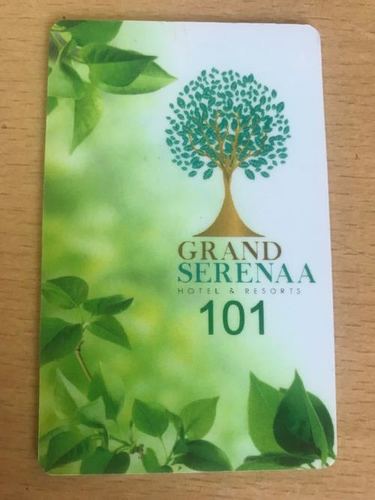 GRAND
SERENAA
HOTEL & RESORTS
101